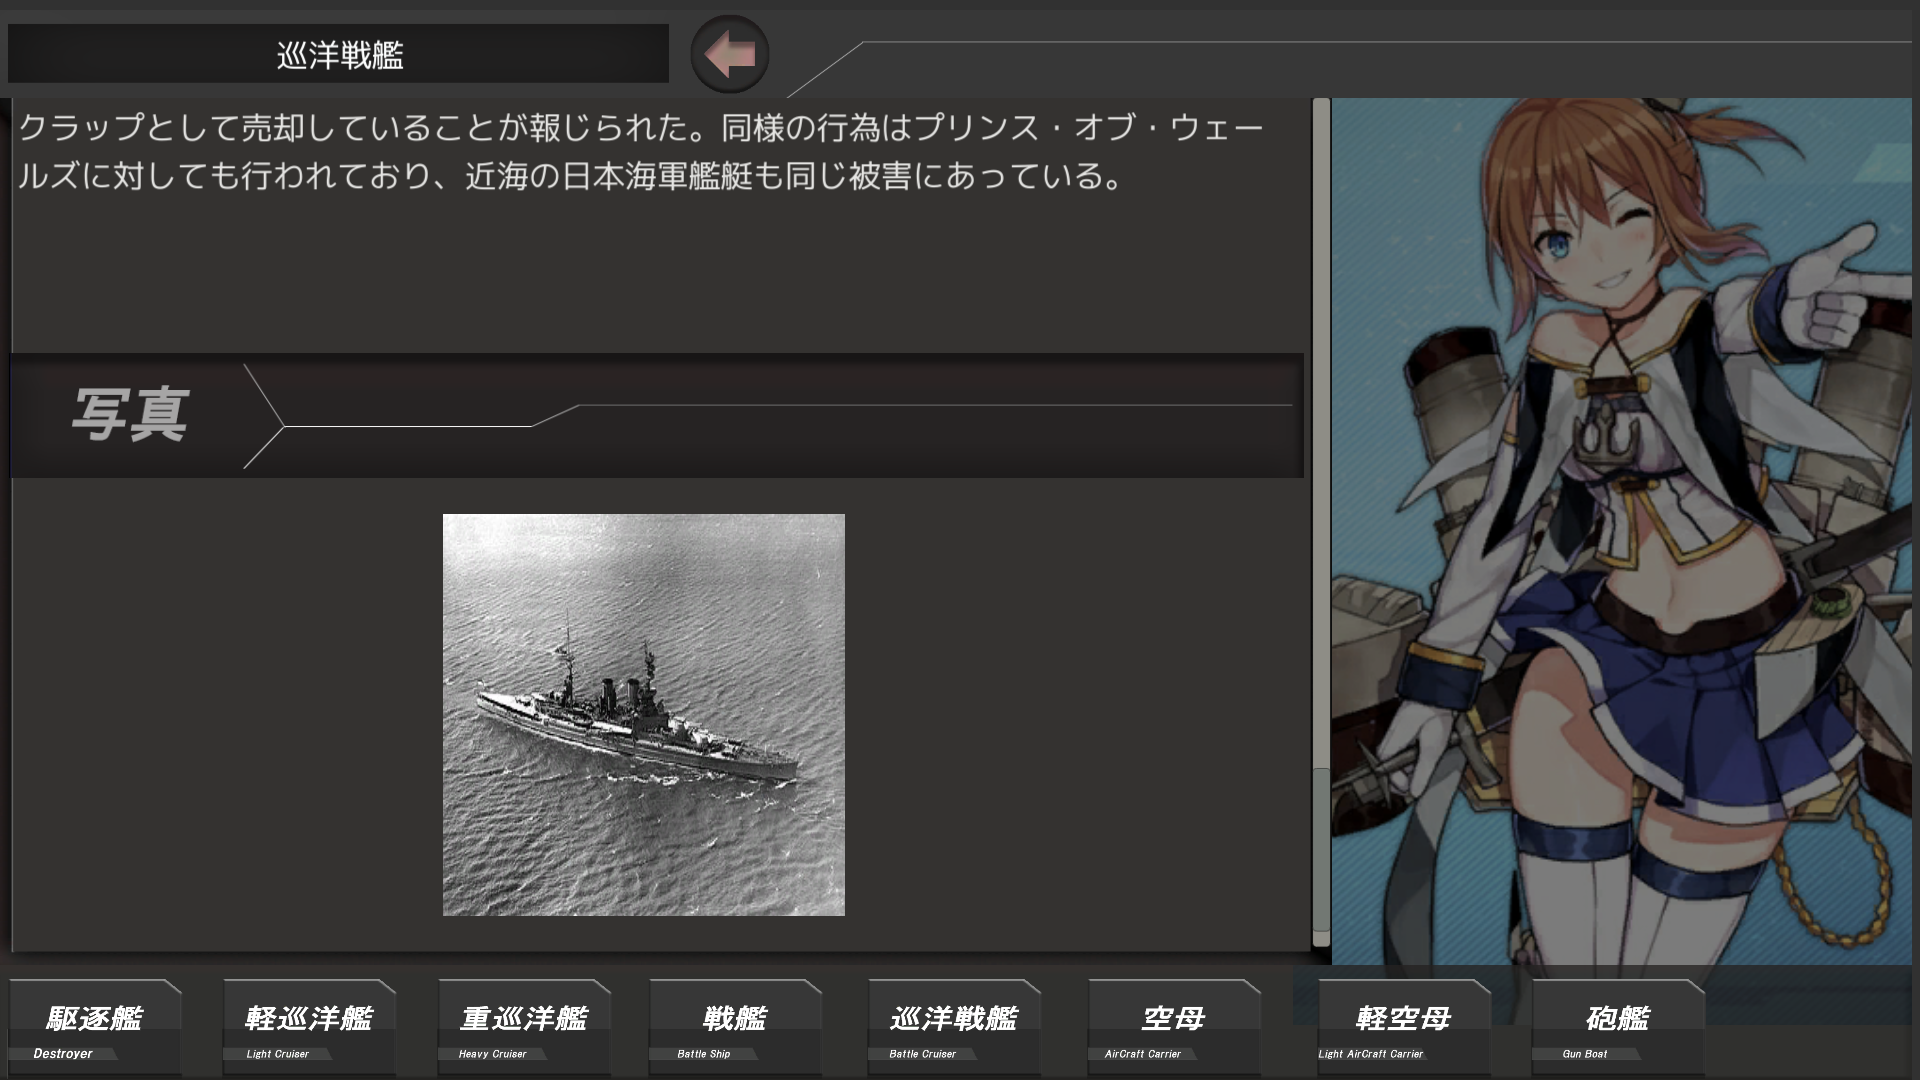 巡洋戦艦
クラップとして売却していることが報じられた。同様の行為はプリンス・オブ・ウェー
ルズに対しても行われており、近海の日本海軍艦艇も同じ被害にあっている。
写真
駆逐艦
Destroyer
軽巡洋艦
Light Cruiser
重巡洋艦
Heavy Cruiser
戦艦
Battle Ship
巡洋戦艦
Battle Cruiser
空母
AirCraft Carrier
軽空母
Light AirCraft Carrier
砲艦
Gun Boat